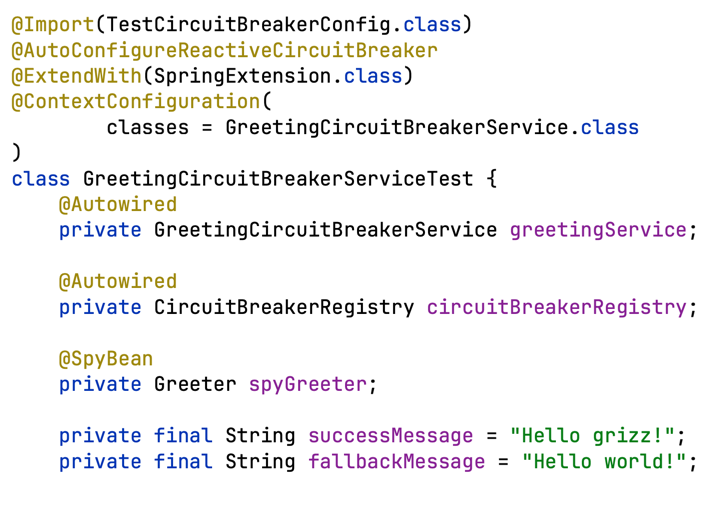 @Import(TestCircuitBreakerConfig.class)
@AutoConfigureReactiveCircuitBreaker
@ExtendWith(SpringExtension.class)
@ContextConfiguration(
        classes = GreetingCircuitBreakerService.class
)
class GreetingCircuitBreakerServiceTest {
    @Autowired
    private GreetingCircuitBreakerService greetingService;

    @Autowired
    private CircuitBreakerRegistry circuitBreakerRegistry;

    @SpyBean
    private Greeter spyGreeter;

    private final String successMessage = "Hello grizz!";
    private final String fallbackMessage = "Hello world!";